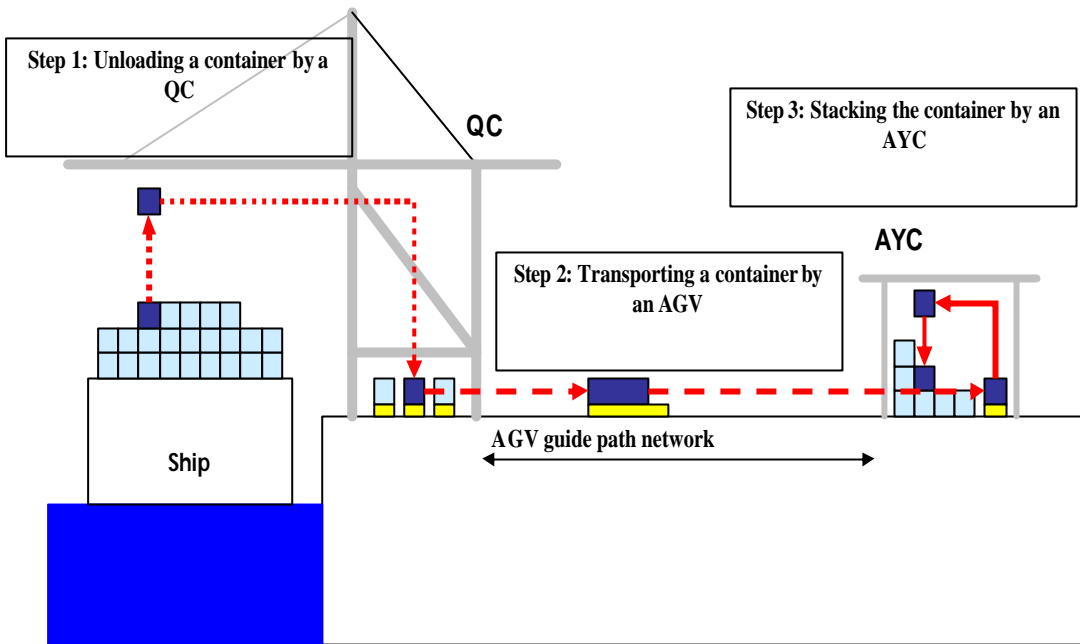 Step 1: Unloading a container by a
QC
QC
Step 3: Stacking the container by an
AYC
AYC
Step 2: Transporting a container by
an AGV
AGV guide path network
Ship